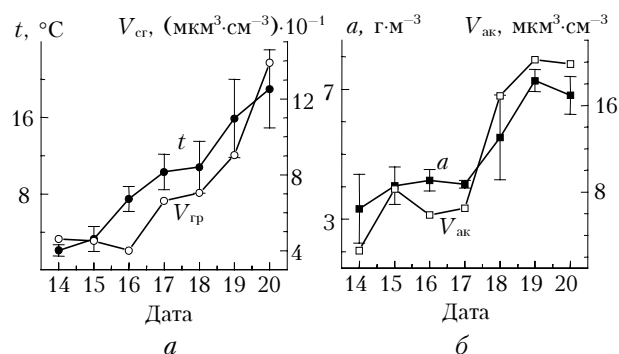 t, °C V_сг, (мкм³·см⁻³)·10⁻¹
16
8
12
8
4
t
V_гр
14 15 16 17 18 19 20
Дата
а
a, г·м⁻³ V_ак, мкм³·см⁻³
7
3
16
8
a
V_ак
14 15 16 17 18 19 20
Дата
б